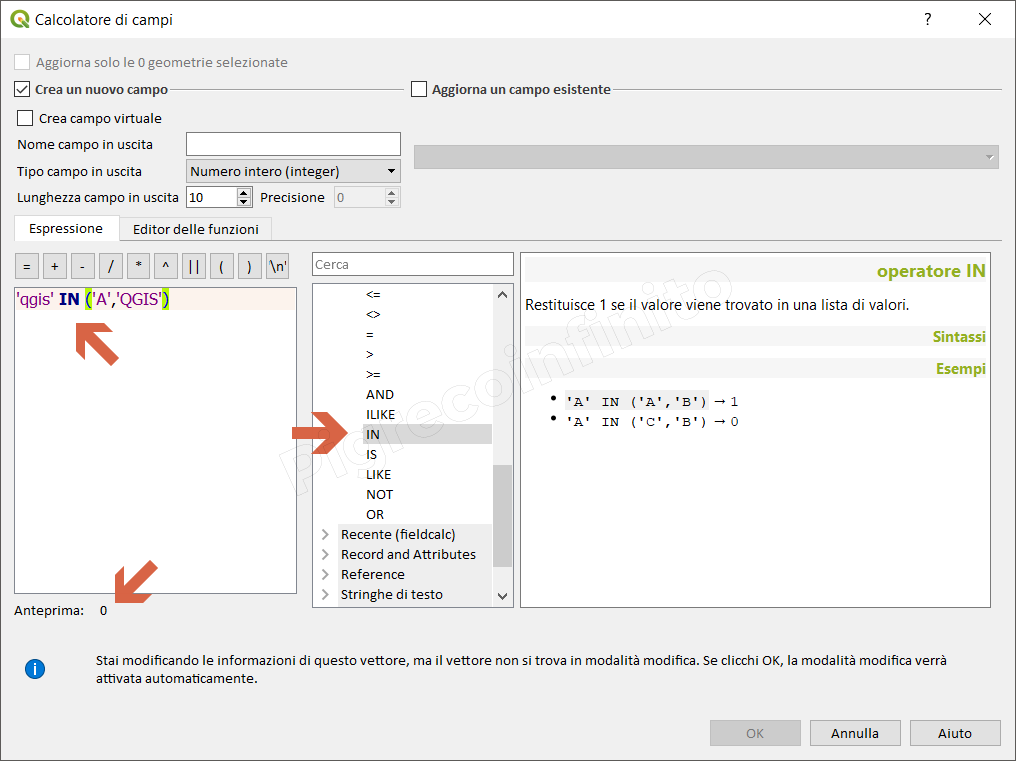 Calcolatore di campi
?
Aggiorna solo le 0 geometrie selezionate
Crea un nuovo campo
Aggiorna un campo esistente
Crea campo virtuale
Nome campo in uscita
Tipo campo in uscita Numero intero (integer)
Lunghezza campo in uscita 10 Precisione 0
Espressione Editor delle funzioni
= + - / * ^ || ( ) \n'
Cerca
'qgis' IN ('A','QGIS')
<=
<>
=
>
>=
AND
ILIKE
IN
IS
LIKE
NOT
OR
Recente (fieldcalc)
Record and Attributes
Reference
Stringhe di testo
operatore IN
Restituisce 1 se il valore viene trovato in una lista di valori.
Sintassi
Esempi
'A' IN ('A','B') → 1
'A' IN ('C','B') → 0
Pigrecoinfinito
Anteprima: 0
Stai modificando le informazioni di questo vettore, ma il vettore non si trova in modalità modifica. Se clicchi OK, la modalità modifica verrà
attivata automaticamente.
OK Annulla Aiuto